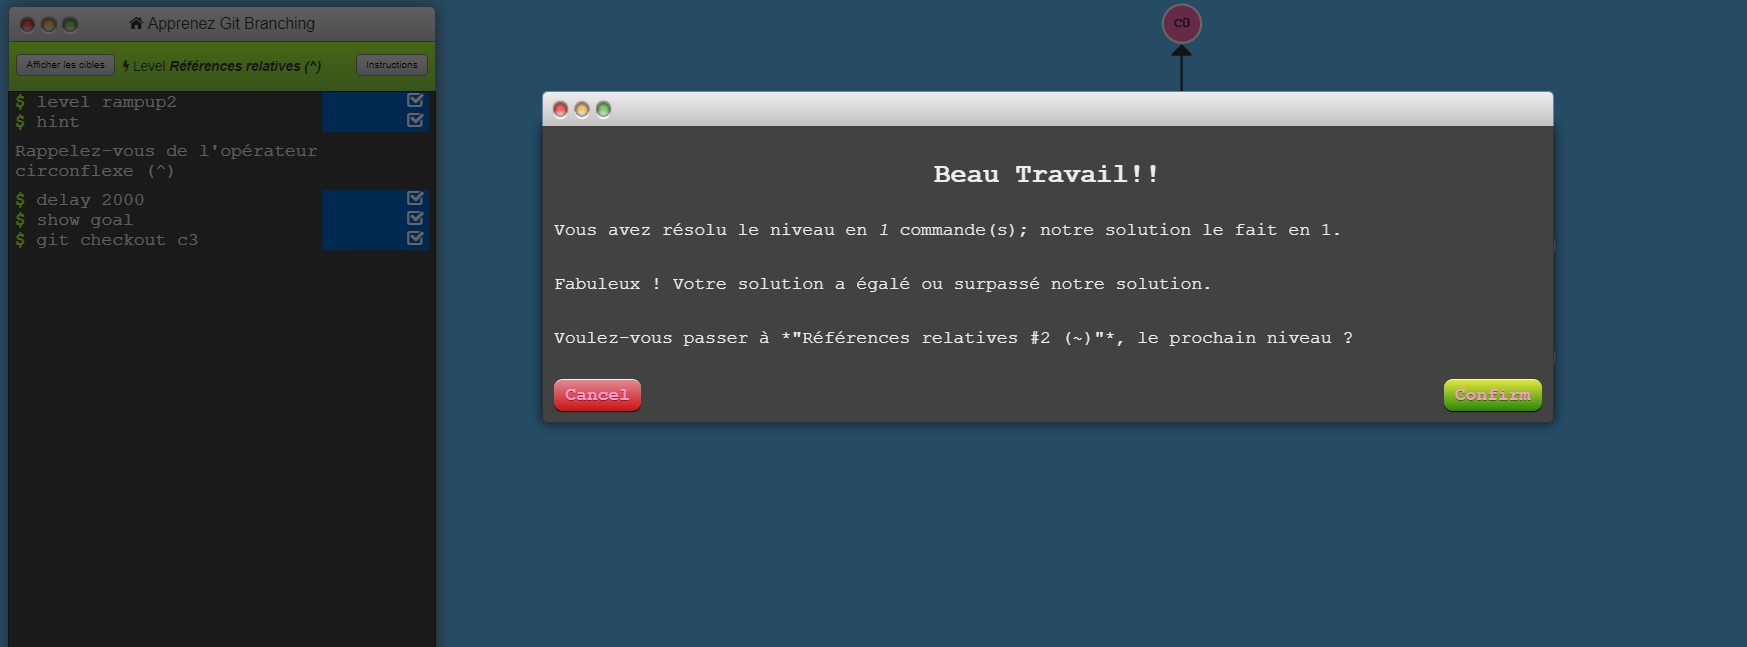 Apprenez Git Branching
Afficher les cibles
Level Références relatives (^)
Instructions
$ level rampup2
$ hint
Rappelez-vous de l'opérateur
circonflexe (^)
$ delay 2000
$ show goal
$ git checkout c3
C0
Beau Travail!!
Vous avez résolu le niveau en 1 commande(s); notre solution le fait en 1.
Fabuleux ! Votre solution a égalé ou surpassé notre solution.
Voulez-vous passer à *"Références relatives #2 (~)"*, le prochain niveau ?
Cancel
Confirm